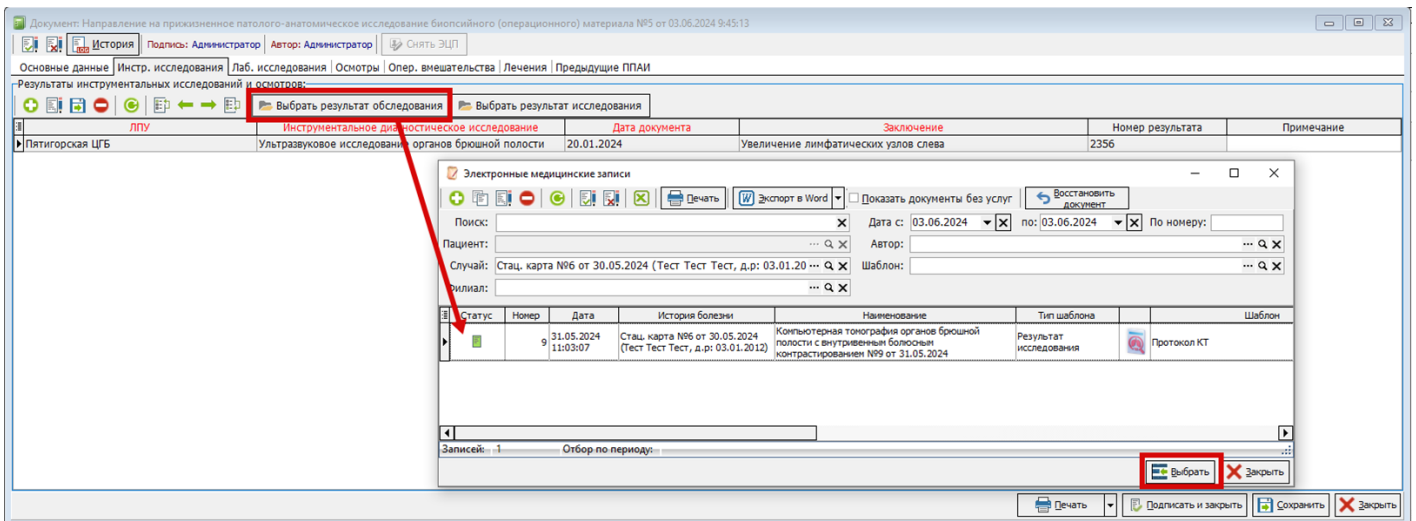 Документ: Направление на прижизненное патолого-анатомическое исследование биопсийного (операционного) материала №5 от 03.06.2024 9:45:13
История Подпись: Администратор Автор: Администратор Снять ЭЦП
Основные данные Инстр. исследования Лаб. исследования Осмотры Опер. вмешательства Лечения Предыдущие ППАИ
Результаты инструментальных исследований и осмотров:
Выбрать результат обследования Выбрать результат исследования
ЛПУ Инструментальное диагностическое исследование Дата документа Заключение Номер результата Примечание
Пятигорская ЦГБ Ультразвуковое исследование органов брюшной полости 20.01.2024 Увеличение лимфатических узлов слева 2356
Электронные медицинские записи
Печать Экспорт в Word Показать документы без услуг Восстановить
документ
Поиск: Дата с: 03.06.2024 по: 03.06.2024 По номеру:
Пациент: Автор:
Случай: Стац. карта №6 от 30.05.2024 (Тест Тест Тест, д.р: 03.01.20 Шаблон:
Филиал:
Статус Номер Дата История болезни Наименование Тип шаблона Шаблон
9 31.05.2024 11:03:07 Стац. карта №6 от 30.05.2024 (Тест Тест Тест, д.р: 03.01.2012) Компьютерная томография органов брюшной полости с внутривенным болюсным контрастированием №9 от 31.05.2024 Результат исследования Протокол КТ
Записей: 1 Отбор по периоду:
Выбрать Закрыть
Печать Подписать и закрыть Сохранить Закрыть